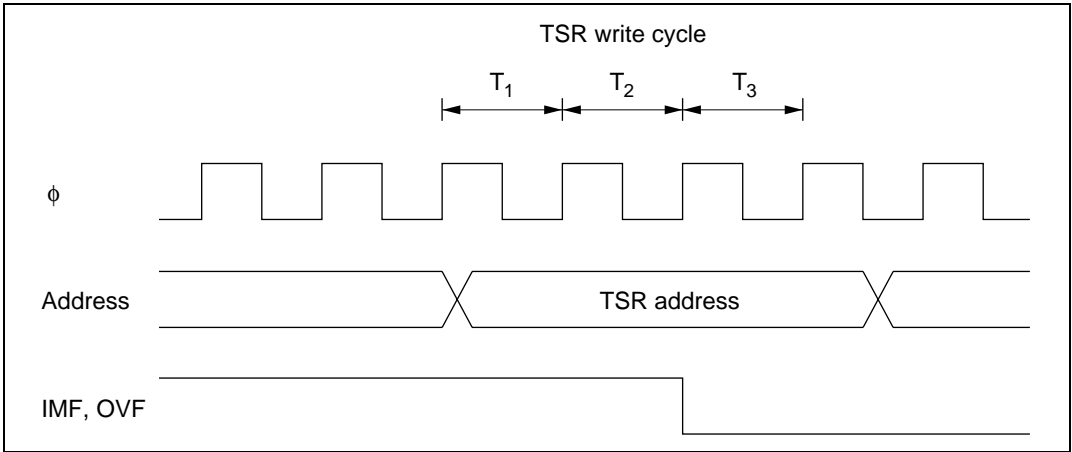 TSR write cycle
T1 T2 T3
ϕ
Address TSR address
IMF, OVF